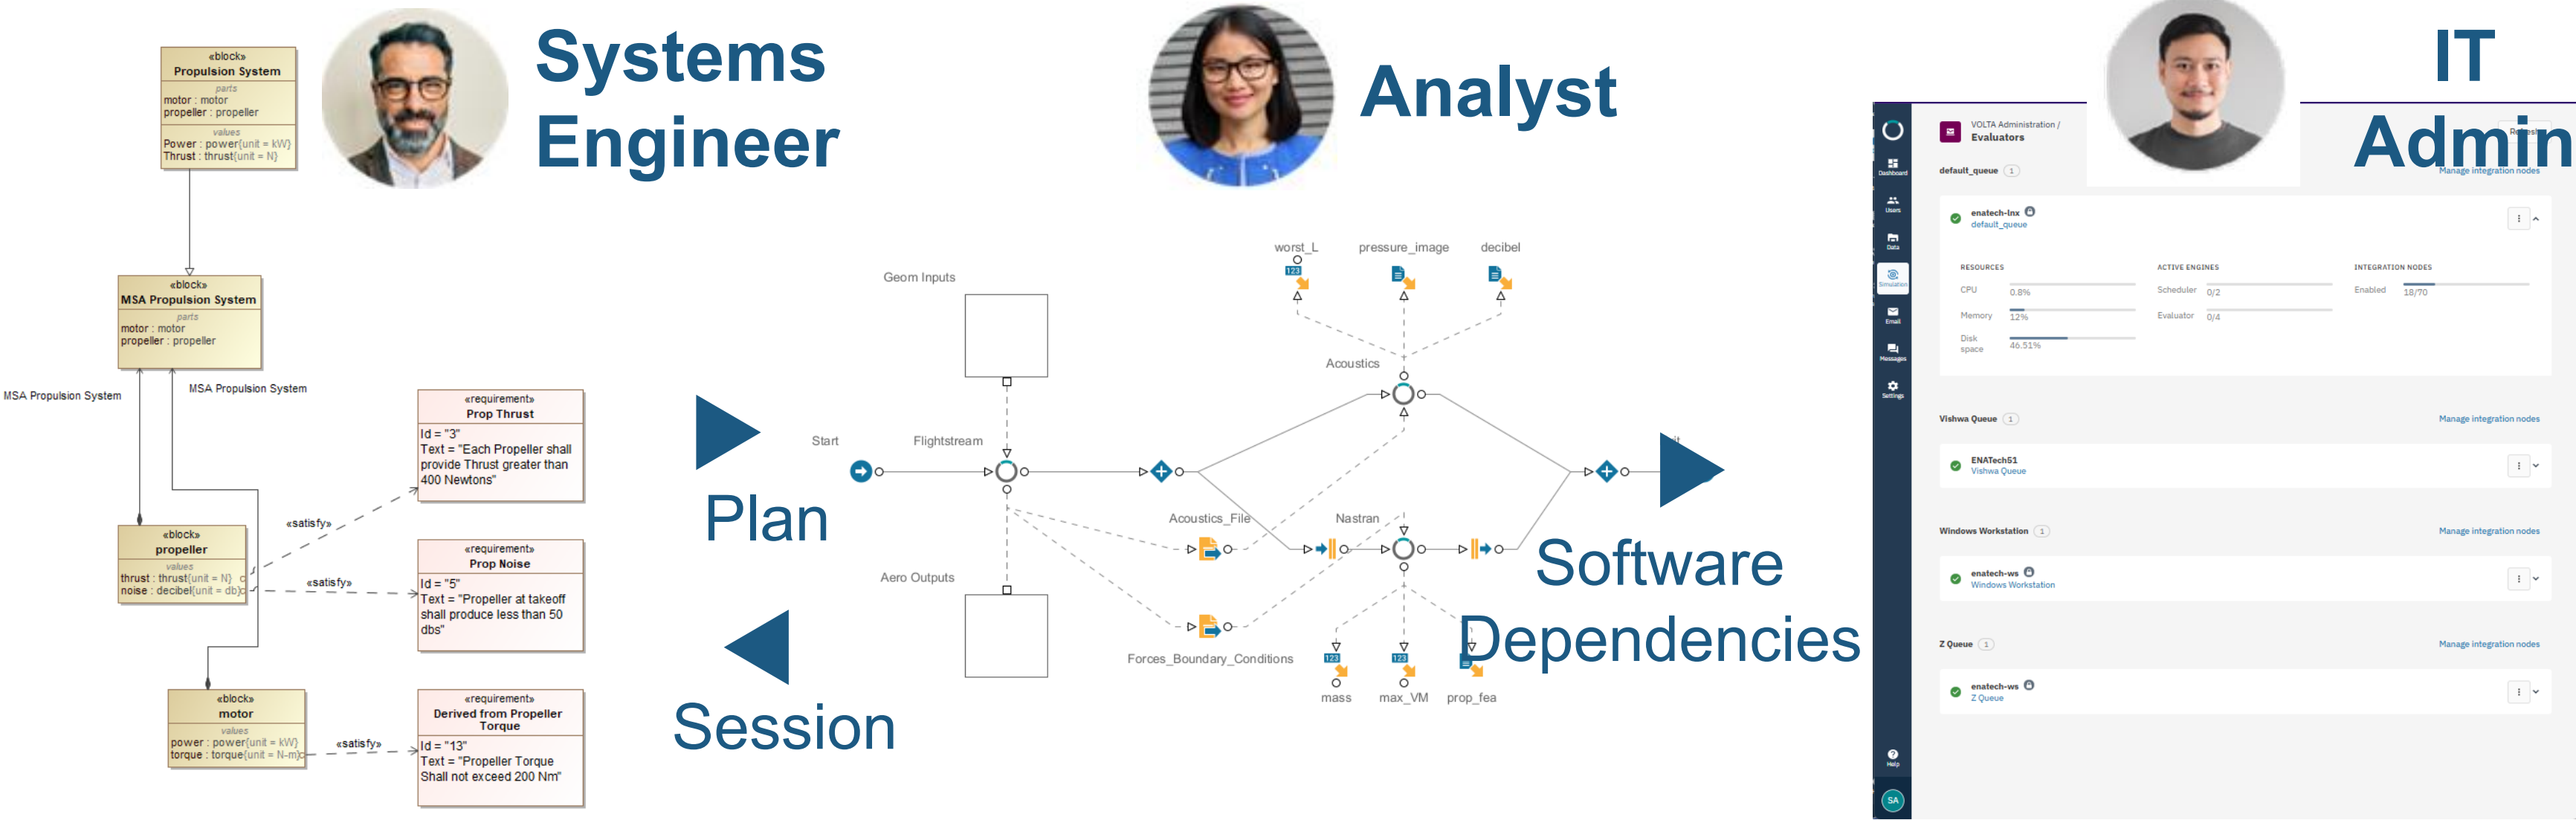 Systems
Engineer
Analyst
IT
Admin
«block»
Propulsion System
parts
motor : motor
propeller : propeller
values
Power : power{unit = kW}
Thrust : thrust{unit = N}
«block»
MSA Propulsion System
parts
motor : motor
propeller : propeller
MSA Propulsion System
MSA Propulsion System
«requirement»
Prop Thrust
Id = "3"
Text = "Each Propeller shall
provide Thrust greater than
400 Newtons"
«satisfy»
«block»
propeller
values
thrust : thrust{unit = N}
noise : decibel{unit = db}
«satisfy»
«requirement»
Prop Noise
Id = "5"
Text = "Propeller at takeoff
shall produce less than 50
dbs"
«block»
motor
values
power : power{unit = kW}
torque : torque{unit = N-m}
«satisfy»
«requirement»
Derived from Propeller
Torque
Id = "13"
Text = "Propeller Torque
Shall not exceed 200 Nm"
Plan
Session
Geom Inputs
Start
Flightstream
Aero Outputs
worst_L
pressure_image
decibel
123
Acoustics
Acoustics_File
Nastran
Forces_Boundary_Conditions
123
123
mass
max_VM
prop_fea
Software
Dependencies
VOLTA Administration /
Evaluators
Refresh
Dashboard
Users
Data
Simulation
Email
Messages
Settings
Help
SA
default_queue 1
Manage integration nodes
enatech-lnx
default_queue
RESOURCES
CPU 0.8%
Memory 12%
Disk
space 46.51%
ACTIVE ENGINES
Scheduler 0/2
Evaluator 0/4
INTEGRATION NODES
Enabled 18/70
Vishwa Queue 1
Manage integration nodes
ENATech51
Vishwa Queue
Windows Workstation 1
Manage integration nodes
enatech-ws
Windows Workstation
Z Queue 1
Manage integration nodes
enatech-ws
Z Queue